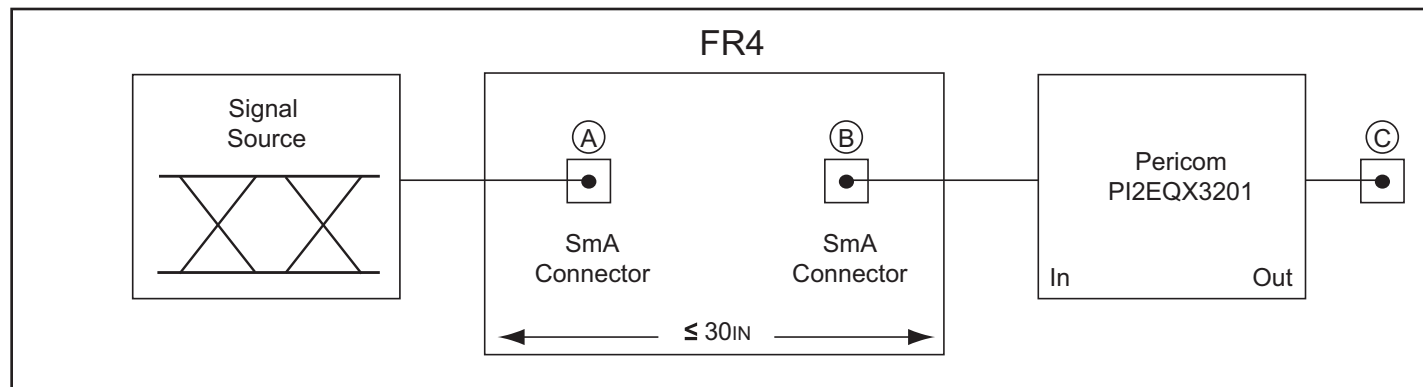 FR4
Signal
Source
A
B
C
SmA
Connector
SmA
Connector
≤ 30IN
Pericom
PI2EQX3201
In
Out